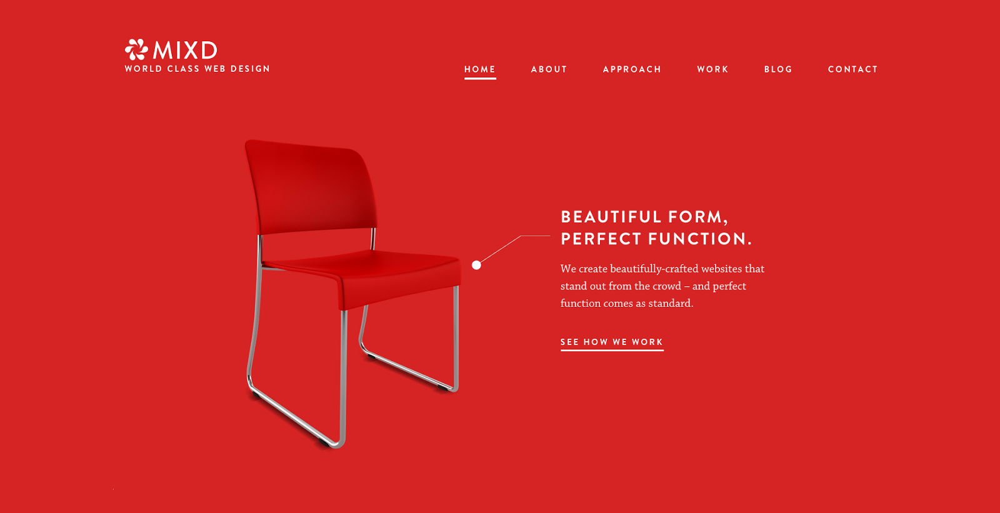 MIXD
WORLD CLASS WEB DESIGN
HOME ABOUT APPROACH WORK BLOG CONTACT
BEAUTIFUL FORM,
PERFECT FUNCTION.
We create beautifully-crafted websites that
stand out from the crowd – and perfect
function comes as standard.
SEE HOW WE WORK